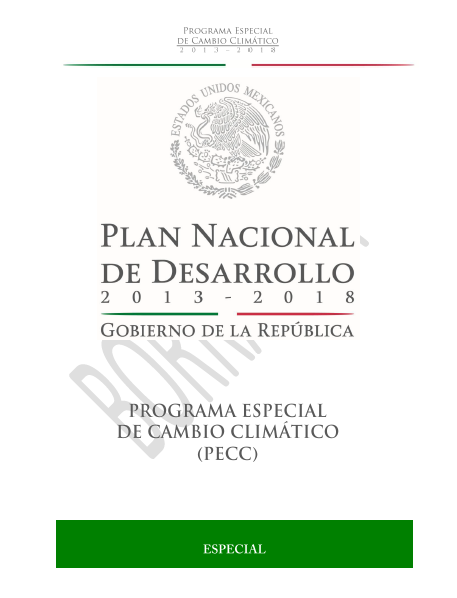 PROGRAMA ESPECIAL
DE CAMBIO CLIMÁTICO
2 0 1 3 - 2 0 1 8
ESTADOS UNIDOS MEXICANOS
PLAN NACIONAL
DE DESARROLLO
2 0 1 3 - 2 0 1 8
GOBIERNO DE LA REPÚBLICA
PROGRAMA ESPECIAL
DE CAMBIO CLIMÁTICO
(PECC)
ESPECIAL